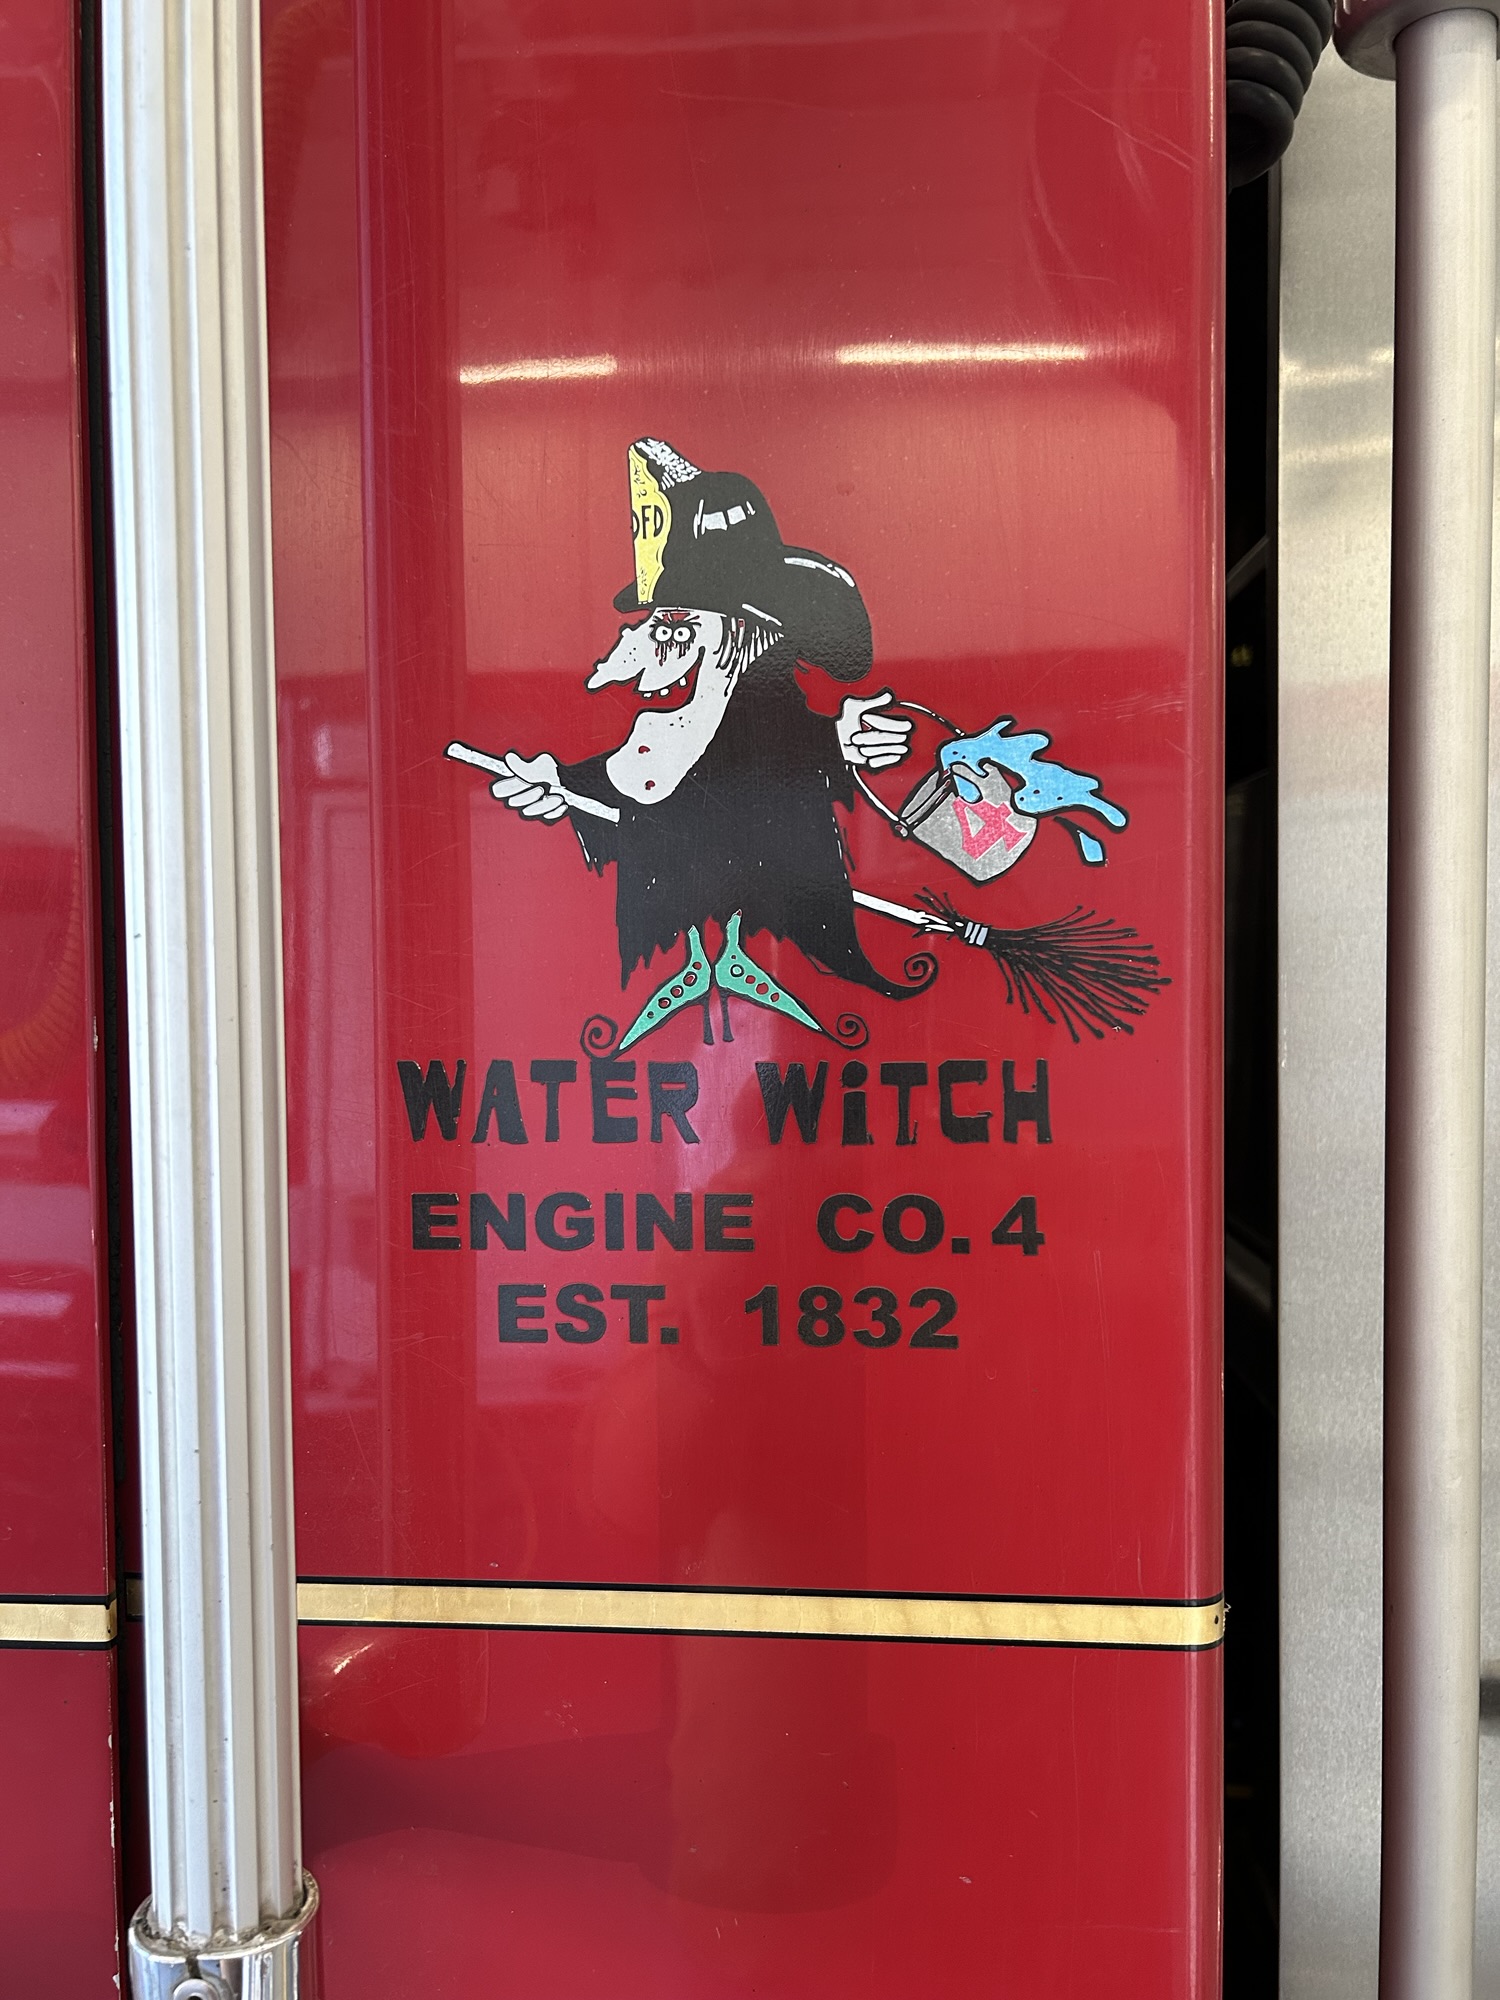 DFD
4
WATER WiTCH
ENGINE CO. 4
EST. 1832